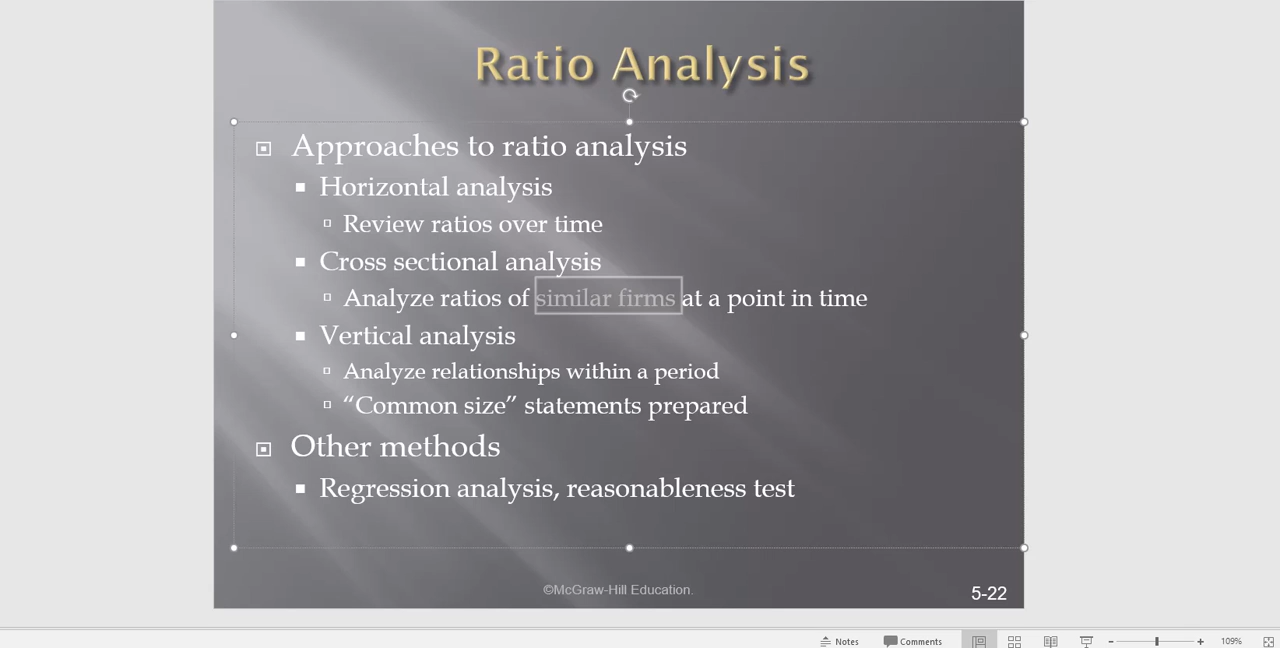 Ratio Analysis
Approaches to ratio analysis
Horizontal analysis
Review ratios over time
Cross sectional analysis
Analyze ratios of similar firms at a point in time
Vertical analysis
Analyze relationships within a period
“Common size” statements prepared
Other methods
Regression analysis, reasonableness test
©McGraw-Hill Education.
5-22
Notes Comments 109%